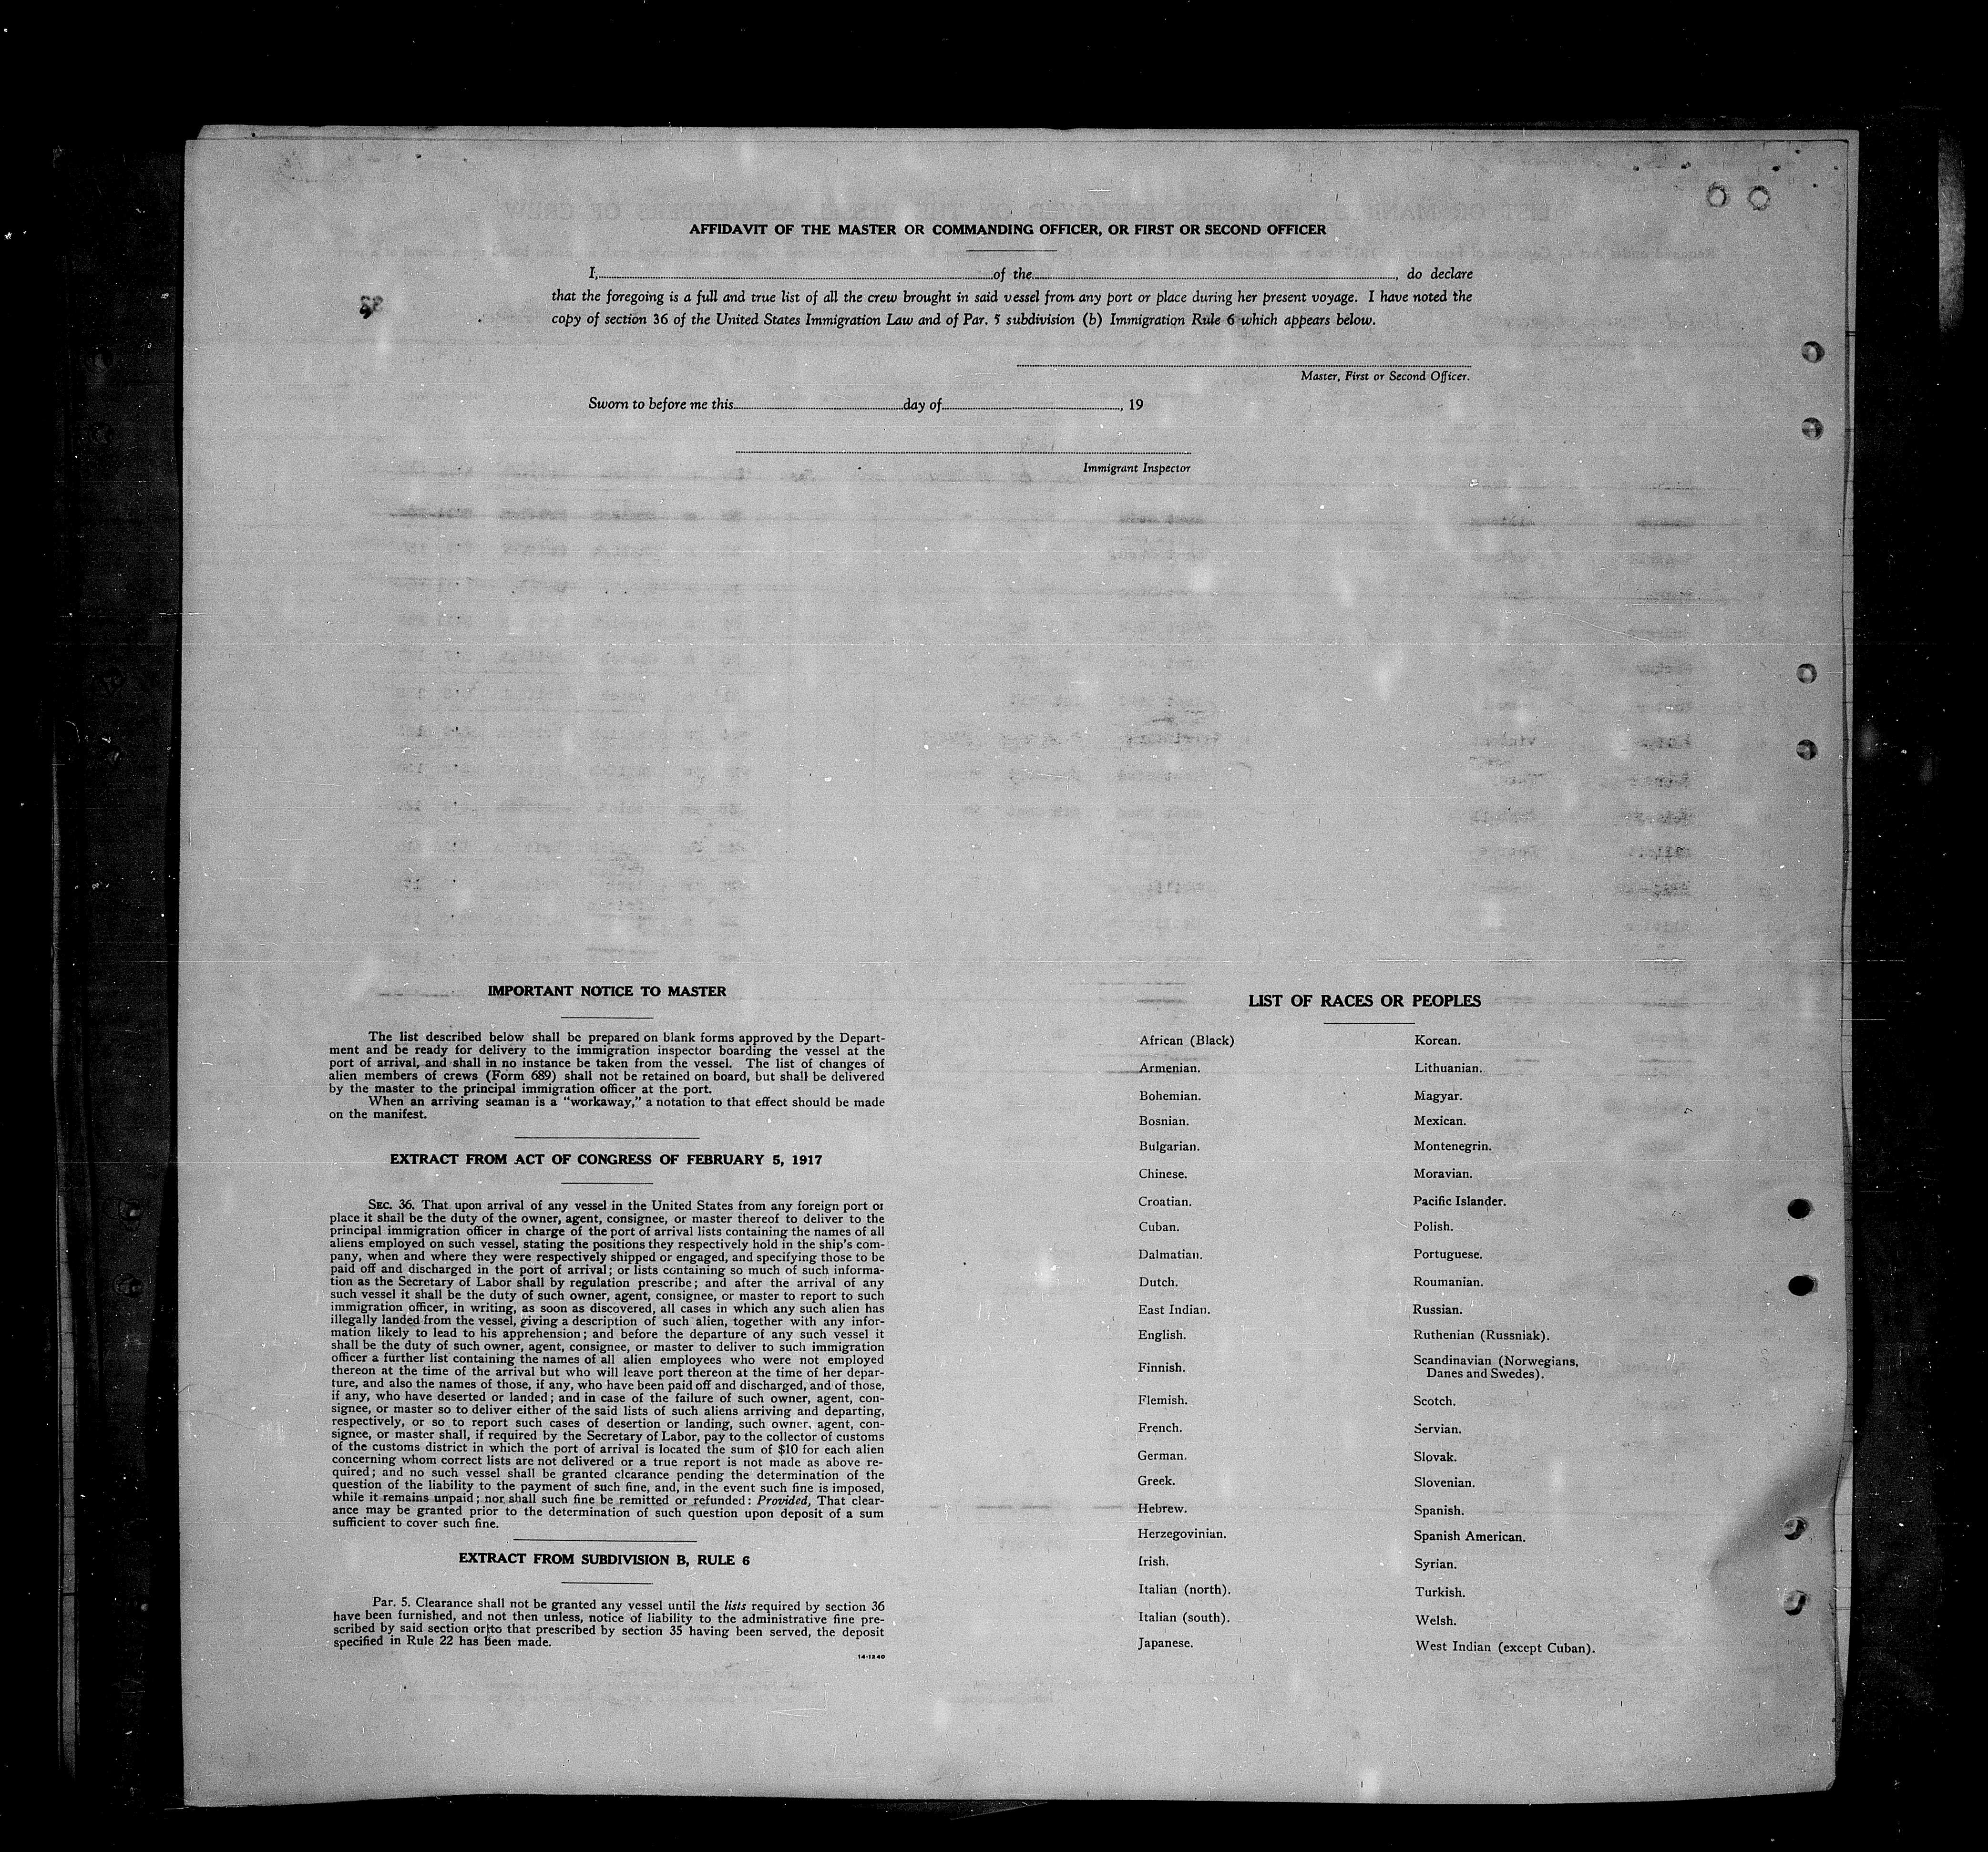 AFFIDAVIT OF THE MASTER OR COMMANDING OFFICER, OR FIRST OR SECOND OFFICER
I, of the , do declare
that the foregoing is a full and true list of all the crew brought in said vessel from any port or place during her present voyage. I have noted the
copy of section 36 of the United States Immigration Law and of Par. 5 subdivision (b) Immigration Rule 6 which appears below.
Master, First or Second Officer.
Sworn to before me this day of , 19
Immigrant Inspector
IMPORTANT NOTICE TO MASTER
The list described below shall be prepared on blank forms approved by the Depart-
ment and be ready for delivery to the immigration inspector boarding the vessel at the
port of arrival, and shall in no instance be taken from the vessel. The list of changes of
alien members of crews (Form 689) shall not be retained on board, but shall be delivered
by the master to the principal immigration officer at the port.
When an arriving seaman is a "workaway," a notation to that effect should be made
on the manifest.
EXTRACT FROM ACT OF CONGRESS OF FEBRUARY 5, 1917
SEC. 36. That upon arrival of any vessel in the United States from any foreign port or
place it shall be the duty of the owner, agent, consignee, or master thereof to deliver to the
principal immigration officer in charge of the port of arrival lists containing the names of all
aliens employed on such vessel, stating the positions they respectively hold in the ship's com-
pany, when and where they were respectively shipped or engaged, and specifying those to be
paid off and discharged in the port of arrival; or lists containing so much of such informa-
tion as the Secretary of Labor shall by regulation prescribe; and after the arrival of any
such vessel it shall be the duty of such owner, agent, consignee, or master to report to such
immigration officer, in writing, as soon as discovered, all cases in which any such alien has
illegally landed from the vessel, giving a description of such alien, together with any infor-
mation likely to lead to his apprehension; and before the departure of any such vessel it
shall be the duty of such owner, agent, consignee, or master to deliver to such immigration
officer a further list containing the names of all alien employees who were not employed
thereon at the time of the arrival but who will leave port thereon at the time of her depar-
ture, and also the names of those, if any, who have been paid off and discharged, and of those,
if any, who have deserted or landed; and in case of the failure of such owner, agent, con-
signee, or master so to deliver either of the said lists of such aliens arriving and departing,
respectively, or so to report such cases of desertion or landing, such owner, agent, con-
signee, or master shall, if required by the Secretary of Labor, pay to the collector of customs
of the customs district in which the port of arrival is located the sum of $10 for each alien
concerning whom correct lists are not delivered or a true report is not made as above re-
quired; and no such vessel shall be granted clearance pending the determination of the
question of the liability to the payment of such fine, and, in the event such fine is imposed,
while it remains unpaid; nor shall such fine be remitted or refunded: Provided, That clear-
ance may be granted prior to the determination of such question upon deposit of a sum
sufficient to cover such fine.
EXTRACT FROM SUBDIVISION B, RULE 6
Par. 5. Clearance shall not be granted any vessel until the lists required by section 36
have been furnished, and not then unless, notice of liability to the administrative fine pre-
scribed by said section or to that prescribed by section 35 having been served, the deposit
specified in Rule 22 has been made.
14-1240
LIST OF RACES OR PEOPLES
African (Black)
Armenian.
Bohemian.
Bosnian.
Bulgarian.
Chinese.
Croatian.
Cuban.
Dalmatian.
Dutch.
East Indian.
English.
Finnish.
Flemish.
French.
German.
Greek.
Hebrew.
Herzegovinian.
Irish.
Italian (north).
Italian (south).
Japanese.
Korean.
Lithuanian.
Magyar.
Mexican.
Montenegrin.
Moravian.
Pacific Islander.
Polish.
Portuguese.
Roumanian.
Russian.
Ruthenian (Russniak).
Scandinavian (Norwegians,
Danes and Swedes).
Scotch.
Servian.
Slovak.
Slovenian.
Spanish.
Spanish American.
Syrian.
Turkish.
Welsh.
West Indian (except Cuban).